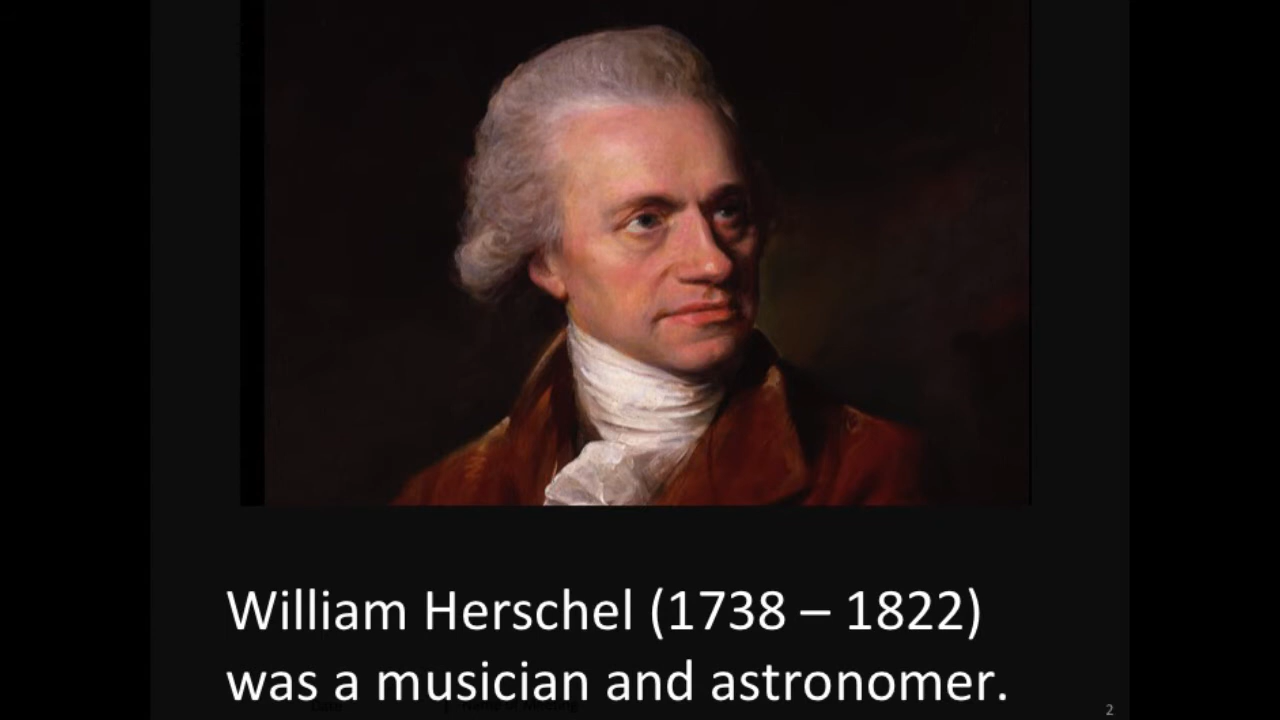 William Herschel (1738 – 1822)
was a musician and astronomer.
2